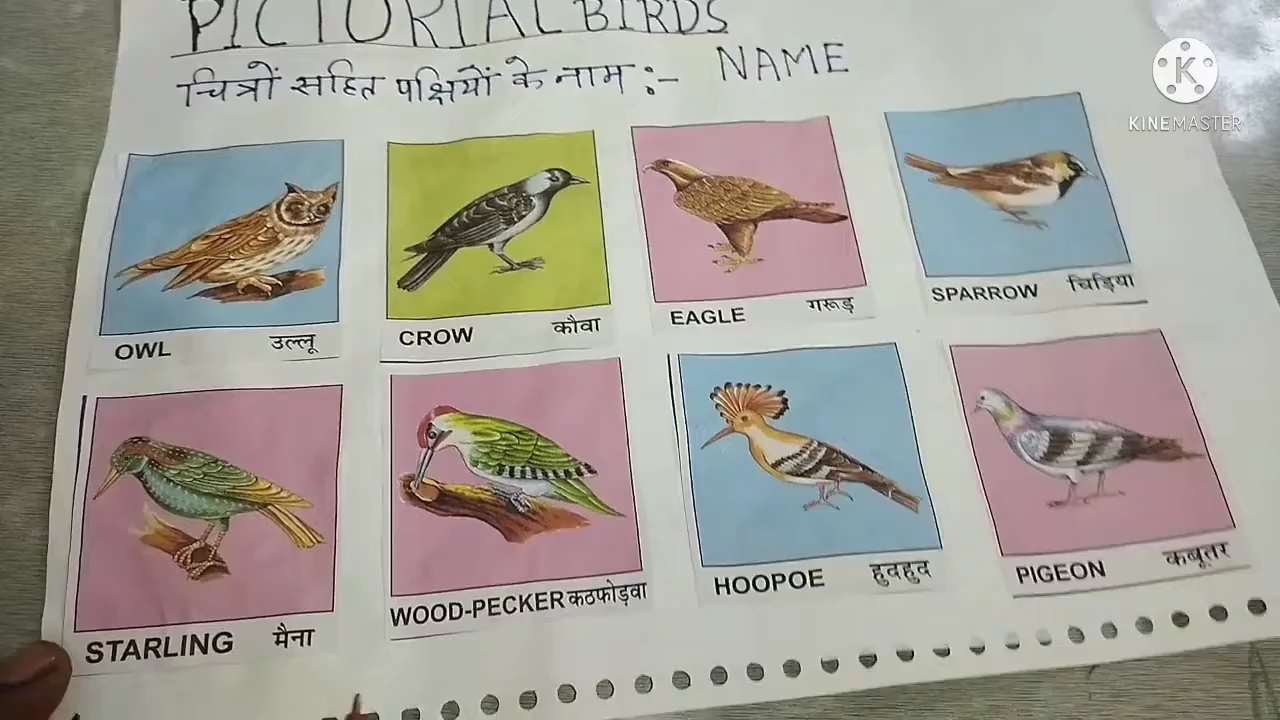 PICTORIAL BIRDS
चित्रों सहित पक्षियों के नाम :- NAME
KINEMASTER
OWL उल्लू
CROW कौवा
EAGLE गरूड़
SPARROW चिड़िया
STARLING मैना
WOOD-PECKER कठफोड़वा
HOOPOE हुदहुद
PIGEON कबूतर